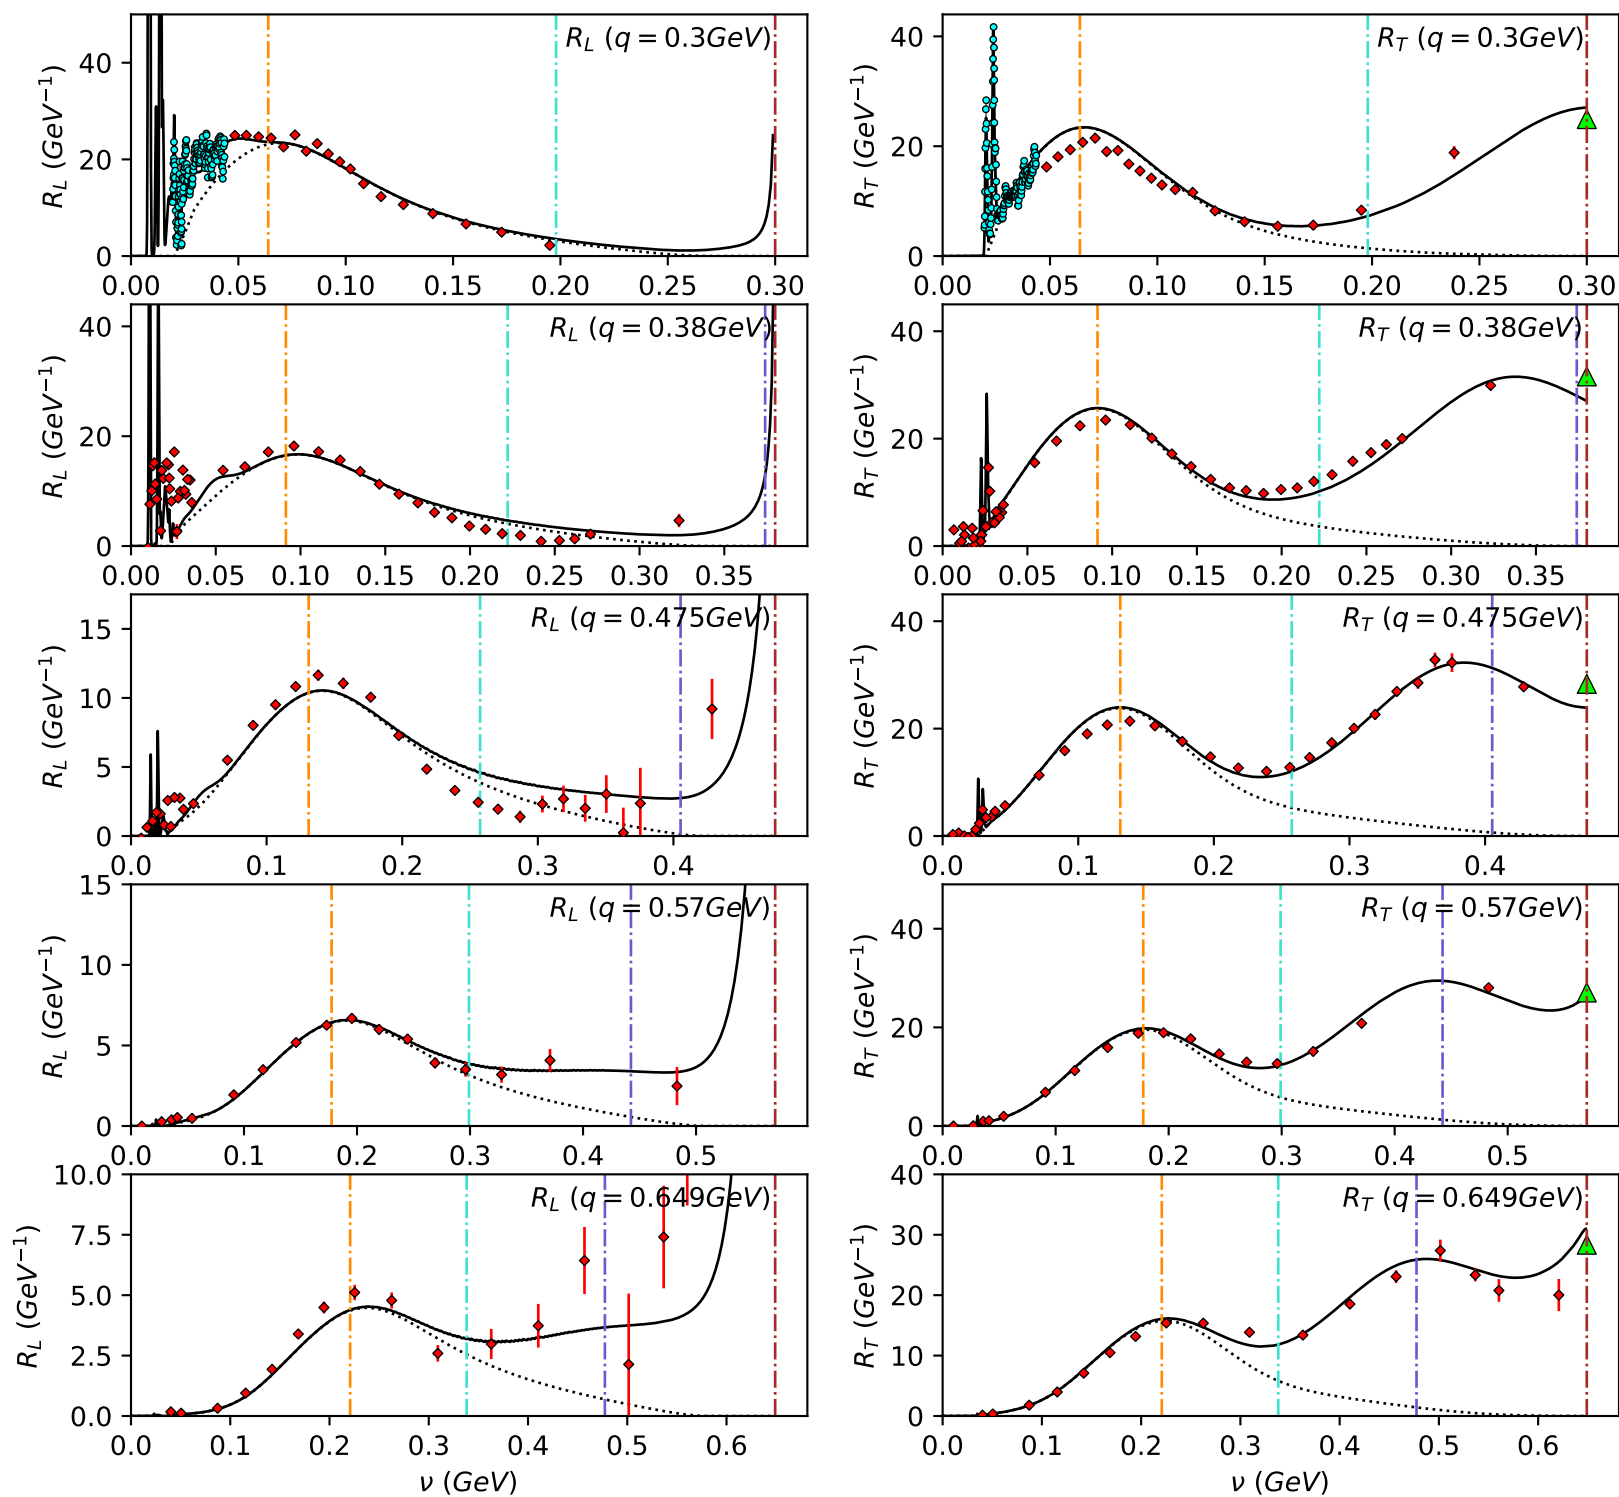 R_L (q = 0.3GeV)
R_L (GeV⁻¹)
40
20
0
0.00 0.05 0.10 0.15 0.20 0.25 0.30
R_T (q = 0.3GeV)
R_T (GeV⁻¹)
40
20
0
0.00 0.05 0.10 0.15 0.20 0.25 0.30
R_L (q = 0.38GeV)
R_L (GeV⁻¹)
40
20
0
0.00 0.05 0.10 0.15 0.20 0.25 0.30 0.35
R_T (q = 0.38GeV)
R_T (GeV⁻¹)
40
20
0
0.00 0.05 0.10 0.15 0.20 0.25 0.30 0.35
R_L (q = 0.475GeV)
R_L (GeV⁻¹)
15
10
5
0
0.0 0.1 0.2 0.3 0.4
R_T (q = 0.475GeV)
R_T (GeV⁻¹)
40
20
0
0.0 0.1 0.2 0.3 0.4
R_L (q = 0.57GeV)
R_L (GeV⁻¹)
15
10
5
0
0.0 0.1 0.2 0.3 0.4 0.5
R_T (q = 0.57GeV)
R_T (GeV⁻¹)
40
20
0
0.0 0.1 0.2 0.3 0.4 0.5
R_L (q = 0.649GeV)
R_L (GeV⁻¹)
10.0
7.5
5.0
2.5
0.0
0.0 0.1 0.2 0.3 0.4 0.5 0.6
ν (GeV)
R_T (q = 0.649GeV)
R_T (GeV⁻¹)
40
30
20
10
0
0.0 0.1 0.2 0.3 0.4 0.5 0.6
ν (GeV)